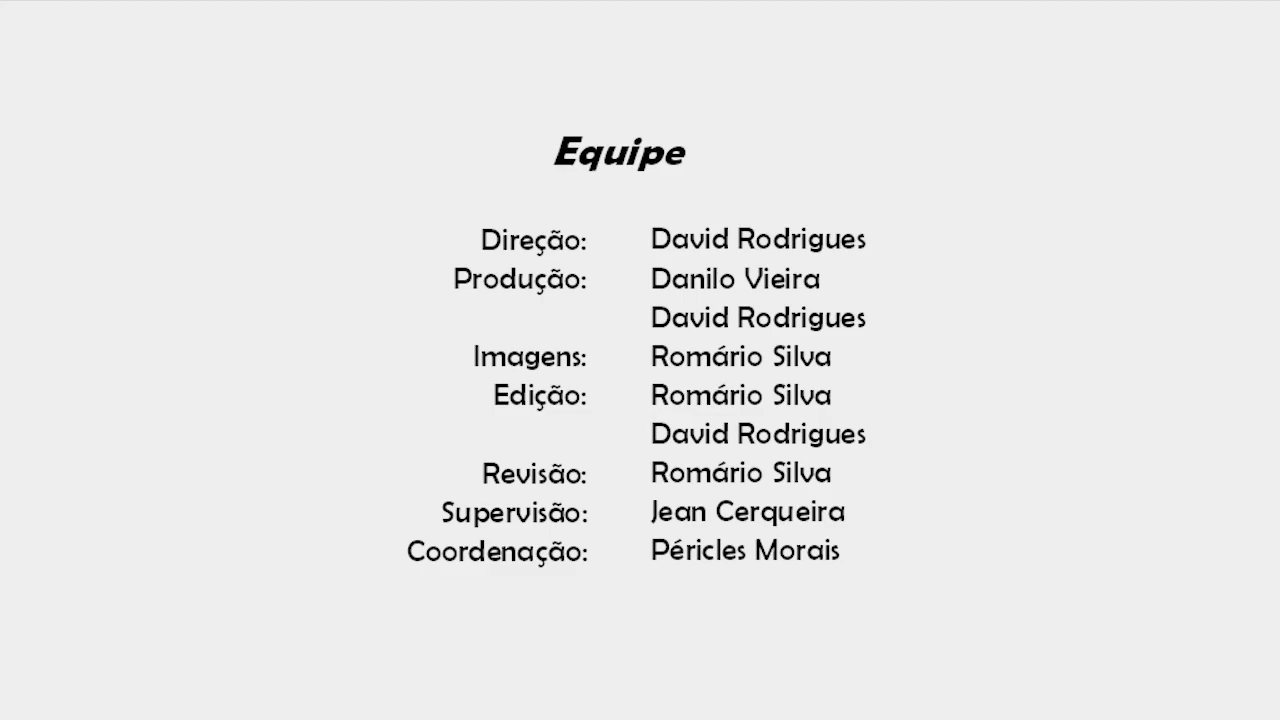 Equipe
Direção: David Rodrigues
Produção: Danilo Vieira
David Rodrigues
Imagens: Romário Silva
Edição: Romário Silva
David Rodrigues
Revisão: Romário Silva
Supervisão: Jean Cerqueira
Coordenação: Péricles Morais